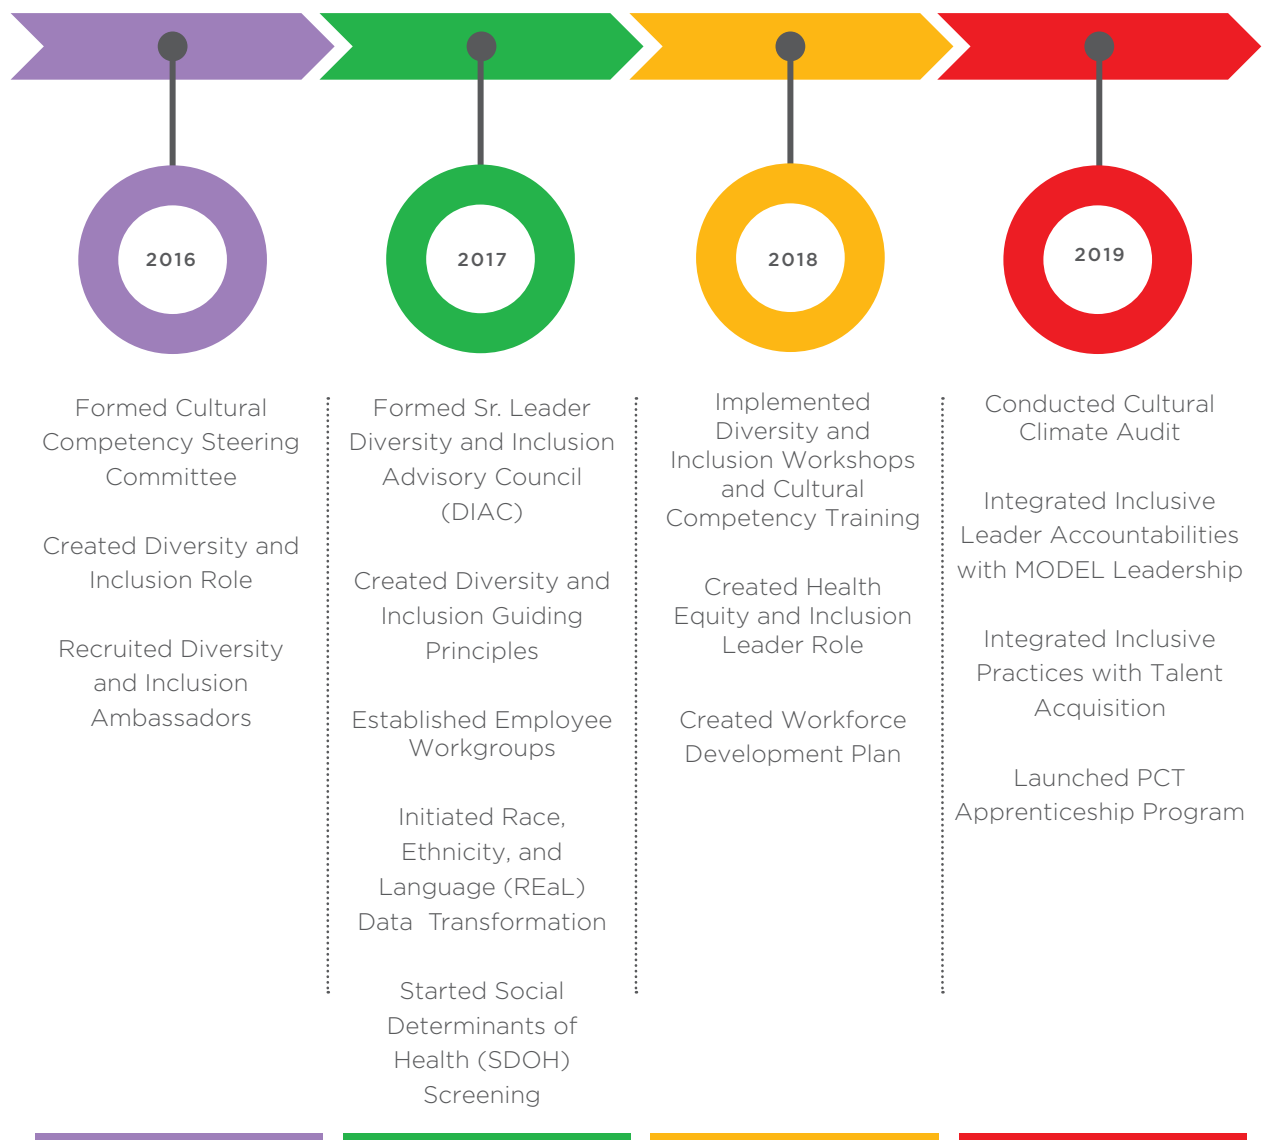 2016
Formed Cultural
Competency Steering
Committee
Created Diversity and
Inclusion Role
Recruited Diversity
and Inclusion
Ambassadors
2017
Formed Sr. Leader
Diversity and Inclusion
Advisory Council
(DIAC)
Created Diversity and
Inclusion Guiding
Principles
Established Employee
Workgroups
Initiated Race,
Ethnicity, and
Language (REaL)
Data Transformation
Started Social
Determinants of
Health (SDOH)
Screening
2018
Implemented
Diversity and
Inclusion Workshops
and Cultural
Competency Training
Created Health
Equity and Inclusion
Leader Role
Created Workforce
Development Plan
2019
Conducted Cultural
Climate Audit
Integrated Inclusive
Leader Accountabilities
with MODEL Leadership
Integrated Inclusive
Practices with Talent
Acquisition
Launched PCT
Apprenticeship Program